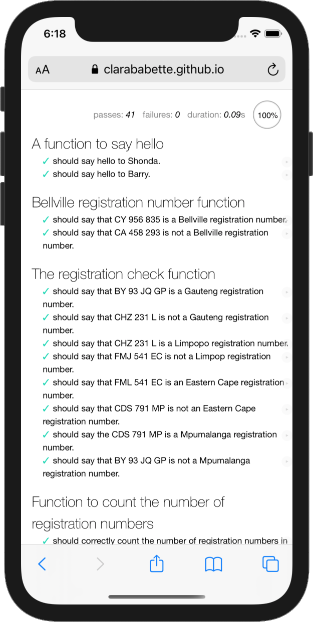 6:18
AA clarababette.github.io
passes: 41 failures: 0 duration: 0.09s 100%
A function to say hello
✓ should say hello to Shonda.
✓ should say hello to Barry.
Bellville registration number function
✓ should say that CY 956 835 is a Bellville registration number.
✓ should say that CA 458 293 is not a Bellville registration
number.
The registration check function
✓ should say that BY 93 JQ GP is a Gauteng registration
number.
✓ should say that CHZ 231 L is not a Gauteng registration
number.
✓ should say that CHZ 231 L is a Limpopo registration number.
✓ should say that FMJ 541 EC is not a Limpop registration
number.
✓ should say that FML 541 EC is an Eastern Cape registration
number.
✓ should say that CDS 791 MP is not an Eastern Cape
registration number.
✓ should say the CDS 791 MP is a Mpumalanga registration
number.
✓ should say that BY 93 JQ GP is not a Mpumalanga
registration number.
Function to count the number of
registration numbers
✓ should correctly count the number of registration numbers in